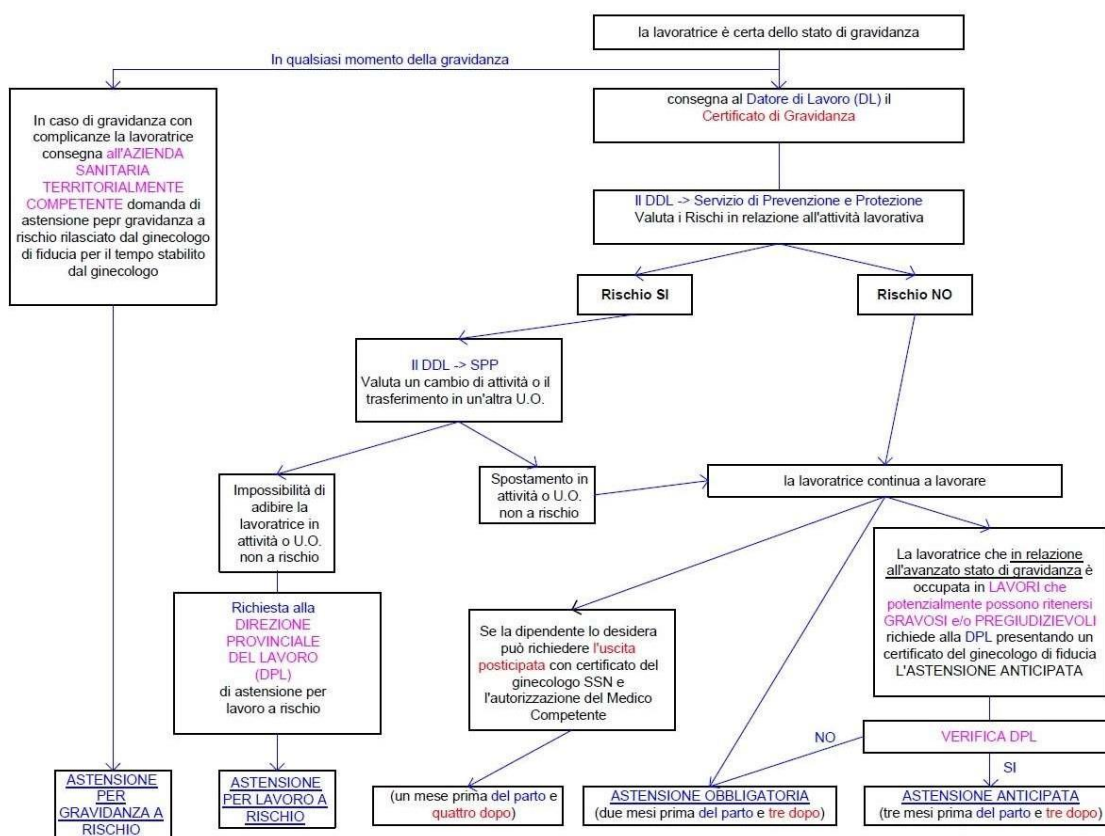 la lavoratrice è certa dello stato di gravidanza
In qualsiasi momento della gravidanza
In caso di gravidanza con
complicanze la lavoratrice
consegna all'AZIENDA
SANITARIA
TERRITORIALMENTE
COMPETENTE domanda di
astensione pepr gravidanza a
rischio rilasciato dal ginecologo
di fiducia per il tempo stabilito
dal ginecologo
consegna al Datore di Lavoro (DL) il
Certificato di Gravidanza
Il DDL -> Servizio di Prevenzione e Protezione
Valuta i Rischi in relazione all'attività lavorativa
Rischio SI
Rischio NO
Il DDL -> SPP
Valuta un cambio di attività o il
trasferimento in un'altra U.O.
Impossibilità di
adibire la
lavoratrice in
attività o U.O.
non a rischio
Spostamento in
attività o U.O.
non a rischio
la lavoratrice continua a lavorare
Richiesta alla
DIREZIONE
PROVINCIALE
DEL LAVORO
(DPL)
di astensione per
lavoro a rischio
Se la dipendente lo desidera
può richiedere l'uscita
posticipata con certificato del
ginecologo SSN e
l'autorizzazione del Medico
Competente
La lavoratrice che in relazione
all'avanzato stato di gravidanza è
occupata in LAVORI che
potenzialmente possono ritenersi
GRAVOSI e/o PREGIUDIZIEVOLI
richiede alla DPL presentando un
certificato del ginecologo di fiducia
L'ASTENSIONE ANTICIPATA
NO
VERIFICA DPL
SI
ASTENSIONE
PER
GRAVIDANZA A
RISCHIO
ASTENSIONE
PER LAVORO A
RISCHIO
(un mese prima del parto e
quattro dopo)
ASTENSIONE OBBLIGATORIA
(due mesi prima del parto e tre dopo)
ASTENSIONE ANTICIPATA
(tre mesi prima del parto e tre dopo)